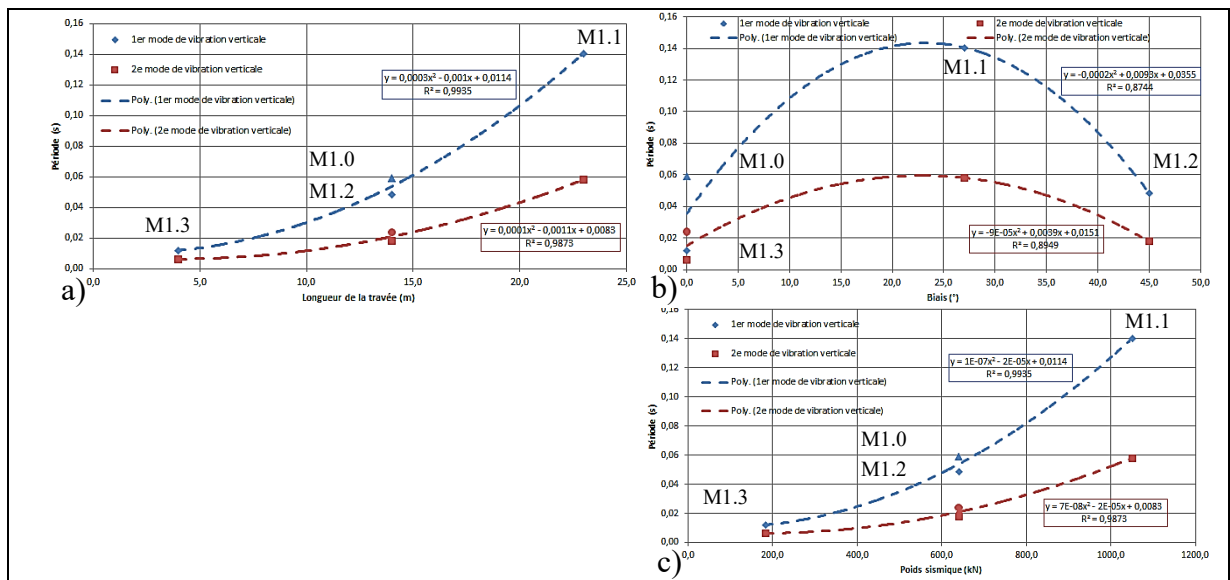 0,16
0,14
0,12
0,10
0,08
0,06
0,04
0,02
0,00
Période (s)
1er mode de vibration verticale
2e mode de vibration verticale
Poly. (1er mode de vibration verticale)
Poly. (2e mode de vibration verticale)
M1.1
y = 0,0003x² - 0,001x + 0,0114
R² = 0,9935
M1.0
M1.2
M1.3
y = 0,0001x² - 0,0011x + 0,0083
R² = 0,9873
0,0 5,0 10,0 15,0 20,0 25,0
a)
Longueur de la travée (m)
0,16
0,14
0,12
0,10
0,08
0,06
0,04
0,02
0,00
Période (s)
1er mode de vibration verticale
2e mode de vibration verticale
Poly. (1er mode de vibration verticale)
Poly. (2e mode de vibration verticale)
M1.1
y = -0,0002x² + 0,0093x + 0,0355
R² = 0,8744
M1.0
M1.2
M1.3
y = -9E-05x² + 0,0039x + 0,0151
R² = 0,8949
0,0 5,0 10,0 15,0 20,0 25,0 30,0 35,0 40,0 45,0 50,0
b)
Biais (°)
0,16
0,14
0,12
0,10
0,08
0,06
0,04
0,02
0,00
Période (s)
1er mode de vibration verticale
2e mode de vibration verticale
Poly. (1er mode de vibration verticale)
Poly. (2e mode de vibration verticale)
M1.1
y = 1E-07x² - 2E-05x + 0,0114
R² = 0,9935
M1.0
M1.2
M1.3
y = 7E-08x² - 2E-05x + 0,0083
R² = 0,9873
0,0 200,0 400,0 600,0 800,0 1000,0 1200,0
c)
Poids sismique (kN)